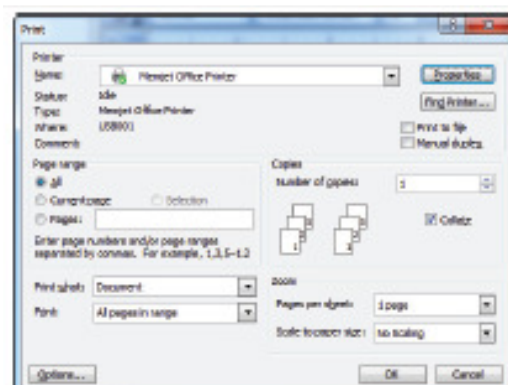 Print
Printer
Name: Memjet Office Printer Properties
Status: Idle
Type: Memjet Office Printer Find Printer...
Where: USB001 Print to file
Comment: Manual duplex
Page range
All
Current page Selection
Pages:
Enter page numbers and/or page ranges
separated by commas. For example, 1,3,5-12
Copies
Number of copies: 1
Collate
Print what: Document
Print: All pages in range
Zoom
Pages per sheet: 1 page
Scale to paper size: No Scaling
Options... OK Cancel